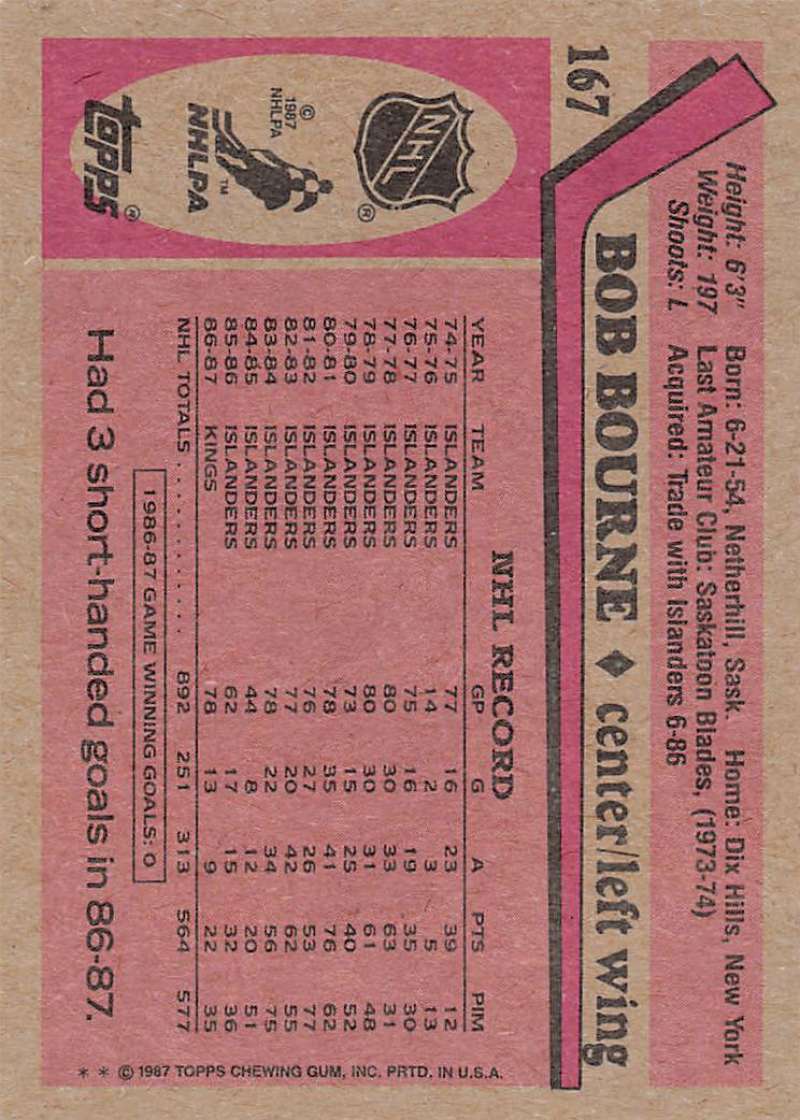 167
Height: 6'3" Born: 6-21-54, Netherhill, Sask. Home: Dix Hills, New York
Weight: 197 Last Amateur Club: Saskatoon Blades, (1973-74)
Shoots: L Acquired: Trade with Islanders 6-86
BOB BOURNE ♦ center/left wing
NHL
®
© 1987
NHLPA
TM
NHLPA
TOPPS
®
NHL RECORD
YEAR TEAM GP G A PTS PIM
74-75 ISLANDERS 77 16 23 39 12
75-76 ISLANDERS 14 2 3 5 13
76-77 ISLANDERS 75 16 19 35 30
77-78 ISLANDERS 80 30 33 63 31
78-79 ISLANDERS 80 30 31 61 48
79-80 ISLANDERS 73 15 25 40 52
80-81 ISLANDERS 78 35 41 76 62
81-82 ISLANDERS 76 27 26 53 77
82-83 ISLANDERS 77 20 42 62 55
83-84 ISLANDERS 78 22 34 56 75
84-85 ISLANDERS 44 8 12 20 51
85-86 ISLANDERS 62 17 15 32 36
86-87 KINGS 78 13 9 22 35
NHL TOTALS . . . . . . . . . . . . 892 251 313 564 577
1986-87 GAME WINNING GOALS: 0
Had 3 short-handed goals in 86-87.
* * © 1987 TOPPS CHEWING GUM, INC. PRTD. IN U.S.A.